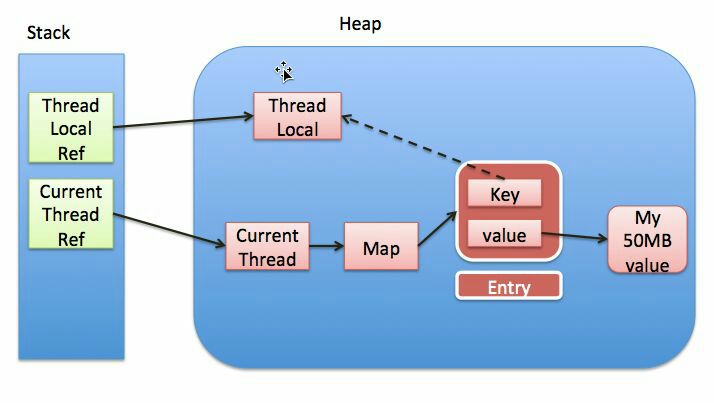 Stack
Heap
Thread
Local
Ref
Thread
Local
Current
Thread
Ref
Key
Current
Thread
Map
value
My
50MB
value
Entry